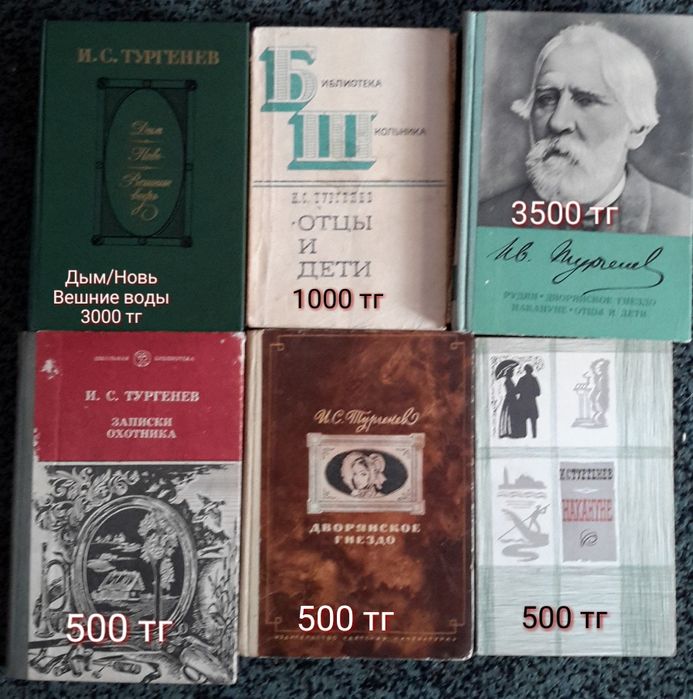 И.С. ТУРГЕНЕВ
Дым
Новь
Вешние
воды
Дым/Новь
Вешние воды
3000 тг
БИБЛИОТЕКА
ШКОЛЬНИКА
И.С. ТУРГЕНЕВ
·ОТЦЫ
И
ДЕТИ
1000 тг
3500 тг
Ив. Тургенев
РУДИН · ДВОРЯНСКОЕ ГНЕЗДО
НАКАНУНЕ · ОТЦЫ И ДЕТИ
ШКОЛЬНАЯ БИБЛИОТЕКА
И. С. ТУРГЕНЕВ
ЗАПИСКИ
ОХОТНИКА
500 тг
И.С. Тургенев
ДВОРЯНСКОЕ
ГНЕЗДО
500 тг
И.С.ТУРГЕНЕВ
НАКАНУНЕ
500 тг